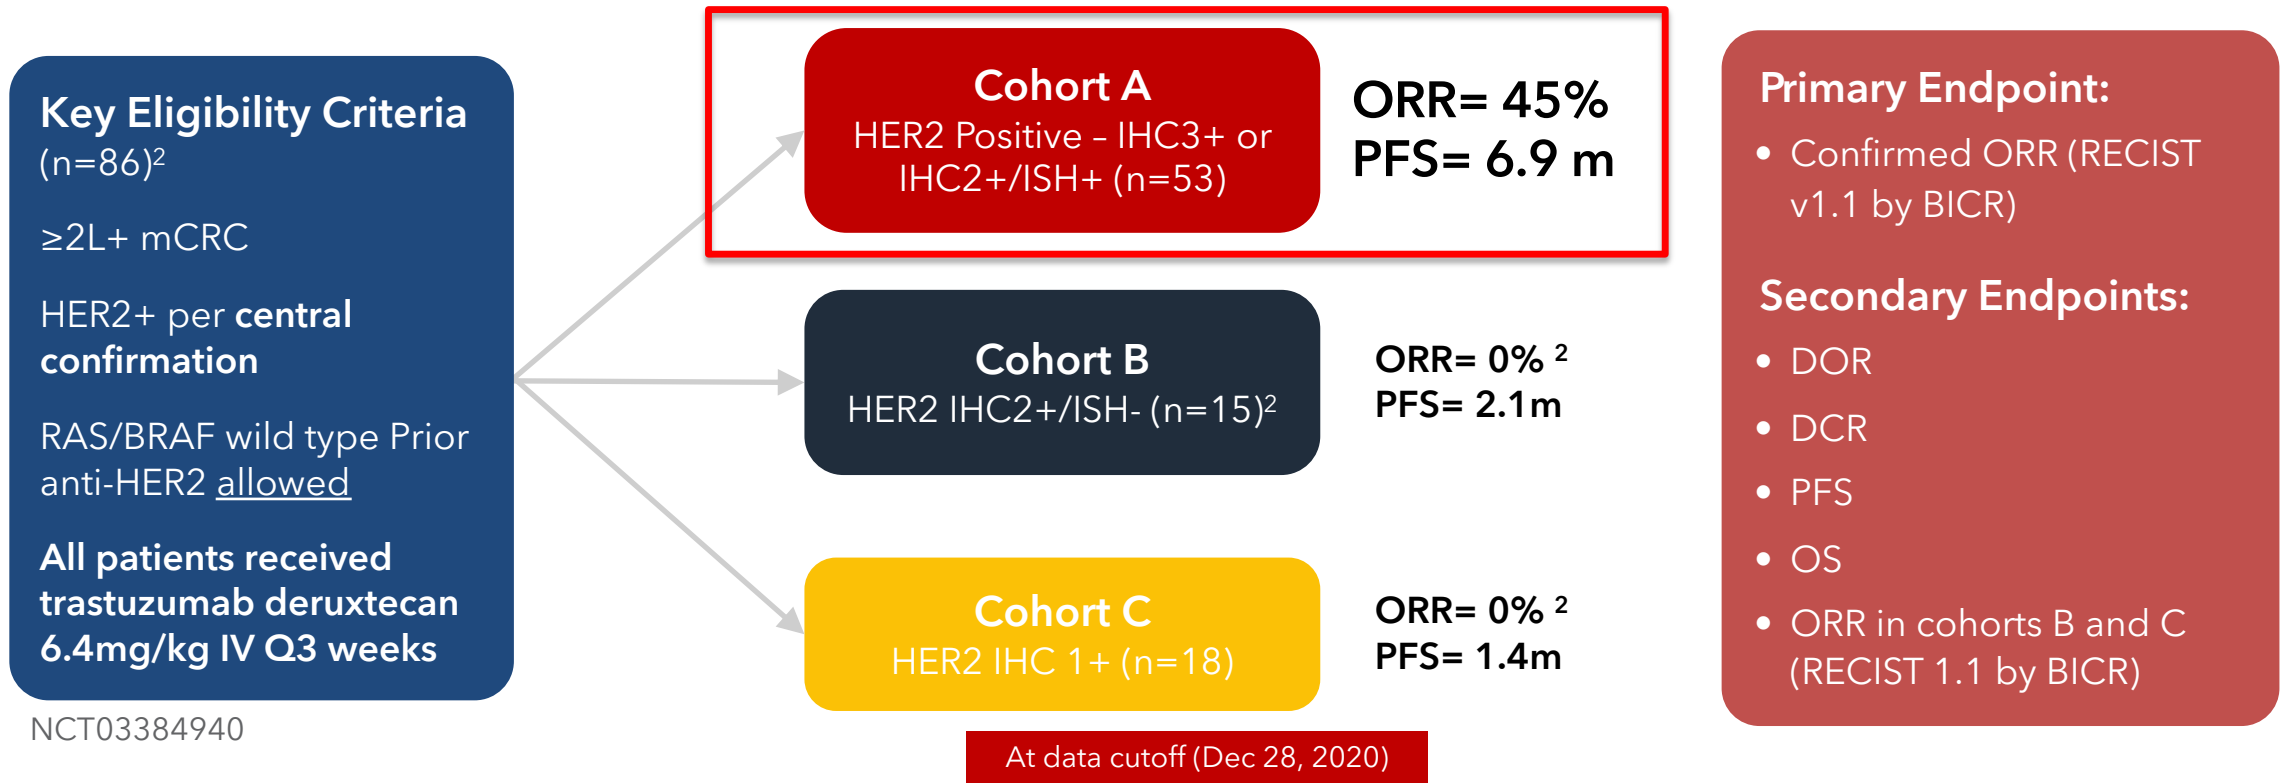 Key Eligibility Criteria
(n=86)²
≥2L+ mCRC
HER2+ per central
confirmation
RAS/BRAF wild type Prior
anti-HER2 allowed
All patients received
trastuzumab deruxtecan
6.4mg/kg IV Q3 weeks
NCT03384940
Cohort A
HER2 Positive – IHC3+ or
IHC2+/ISH+ (n=53)
ORR= 45%
PFS= 6.9 m
Cohort B
HER2 IHC2+/ISH- (n=15)²
ORR= 0% ²
PFS= 2.1m
Cohort C
HER2 IHC 1+ (n=18)
ORR= 0% ²
PFS= 1.4m
At data cutoff (Dec 28, 2020)
Primary Endpoint:
• Confirmed ORR (RECIST
v1.1 by BICR)
Secondary Endpoints:
• DOR
• DCR
• PFS
• OS
• ORR in cohorts B and C
(RECIST 1.1 by BICR)